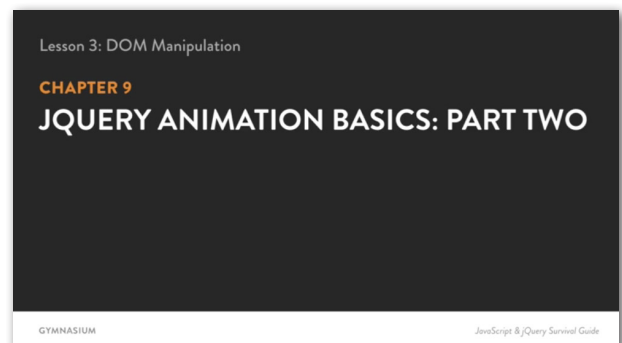 Lesson 3: DOM Manipulation
CHAPTER 9
JQUERY ANIMATION BASICS: PART TWO
GYMNASIUM
JavaScript & jQuery Survival Guide